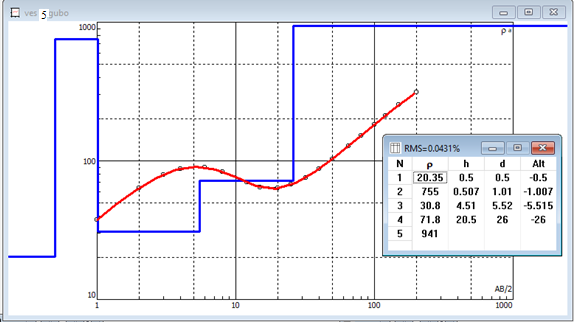 ves 5 gubo
1000
ρa
100
10
1
10
100
1000
AB/2
RMS=0.0431%
N ρ h d Alt
1 20.35 0.5 0.5 -0.5
2 755 0.507 1.01 -1.007
3 30.8 4.51 5.52 -5.515
4 71.8 20.5 26 -26
5 941